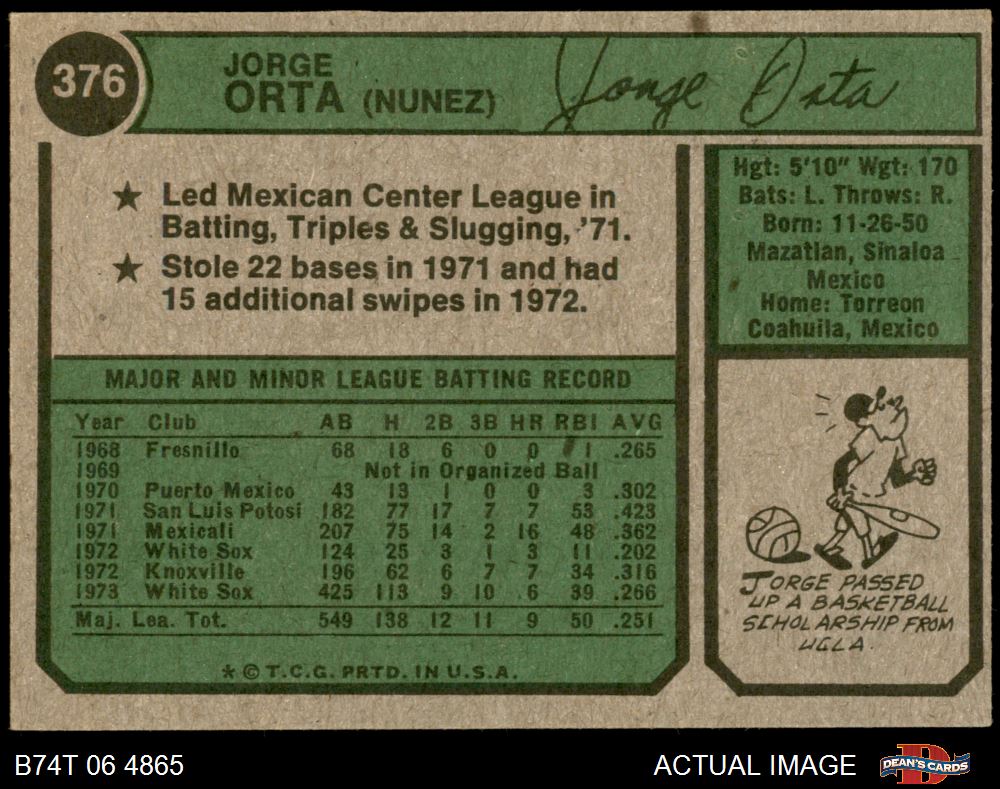 376
JORGE
ORTA (NUNEZ)
Jorge Orta
★ Led Mexican Center League in
Batting, Triples & Slugging, '71.
★ Stole 22 bases in 1971 and had
15 additional swipes in 1972.
Hgt: 5'10" Wgt: 170
Bats: L. Throws: R.
Born: 11-26-50
Mazatlan, Sinaloa
Mexico
Home: Torreon
Coahuila, Mexico
MAJOR AND MINOR LEAGUE BATTING RECORD
Year Club AB H 2B 3B HR RBI AVG
1968 Fresnillo 68 18 6 0 0 1 .265
1969 Not in Organized Ball
1970 Puerto Mexico 43 13 1 0 0 3 .302
1971 San Luis Potosi 182 77 17 7 7 53 .423
1971 Mexicali 207 75 14 2 16 48 .362
1972 White Sox 124 25 3 1 3 11 .202
1972 Knoxville 196 62 6 7 7 34 .316
1973 White Sox 425 113 9 10 6 39 .266
Maj. Lea. Tot. 549 138 12 11 9 50 .251
* © T.C.G. PRTD. IN U.S.A.
JORGE PASSED
UP A BASKETBALL
SCHOLARSHIP FROM
UCLA.
B74T 06 4865
ACTUAL IMAGE
D
DEAN'S CARDS